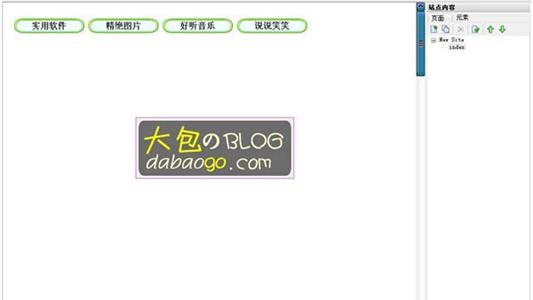 实用软件 精绝图片 好听音乐 说说笑笑
大包のBLOG
dabaogo.com
站点内容
页面 元素
New Site
index